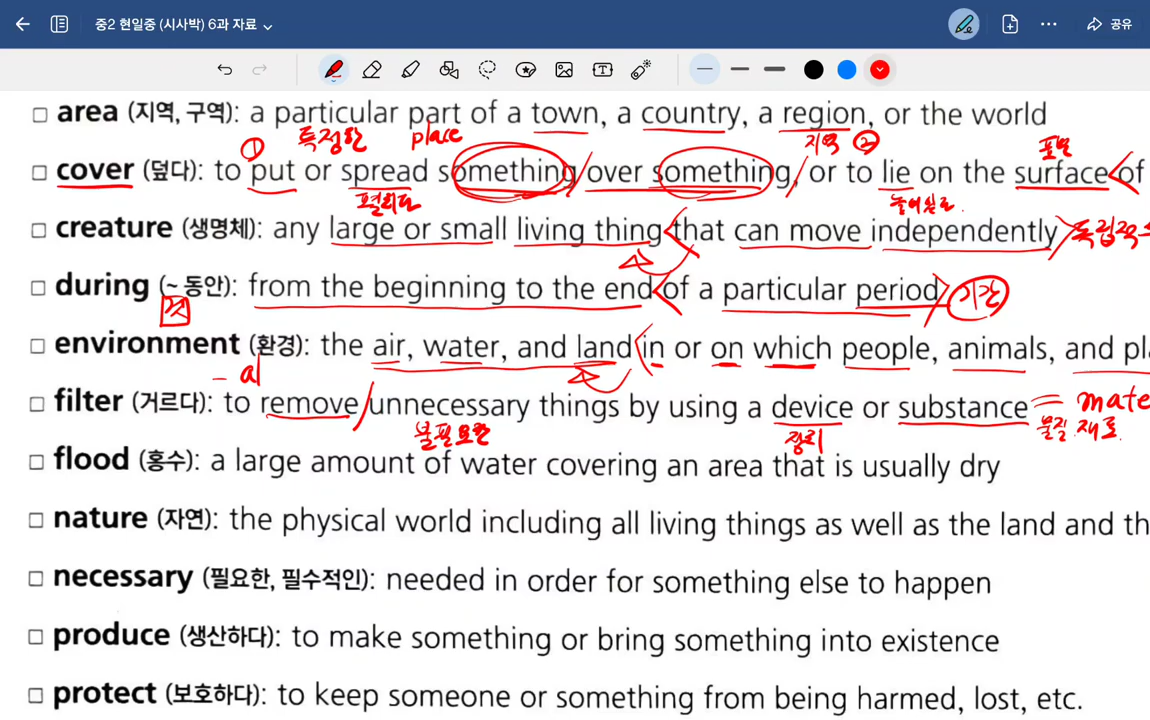 중2 현일중 (시사박) 6과 자료
공유
□ area (지역, 구역): a particular part of a town, a country, a region, or the world
① 특정한 place 지역 ② 표면
□ cover (덮다): to put or spread something over something, or to lie on the surface of
펼치다 놓여있다
□ creature (생명체): any large or small living thing that can move independently
□ during (~ 동안): from the beginning to the end of a particular period 기간
□ environment (환경): the air, water, and land in or on which people, animals, and pl
- al
□ filter (거르다): to remove unnecessary things by using a device or substance = mate
불필요한 장치 물질, 재료
□ flood (홍수): a large amount of water covering an area that is usually dry
□ nature (자연): the physical world including all living things as well as the land and th
□ necessary (필요한, 필수적인): needed in order for something else to happen
□ produce (생산하다): to make something or bring something into existence
□ protect (보호하다): to keep someone or something from being harmed, lost, etc.